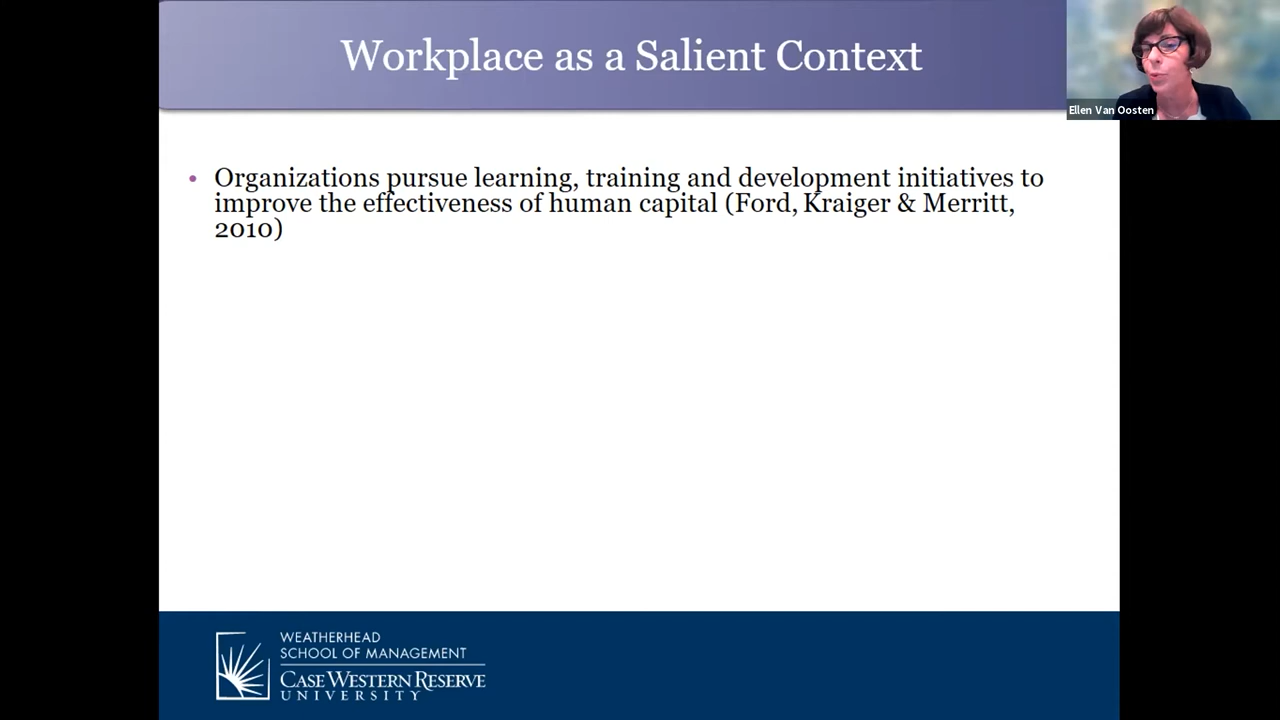 Workplace as a Salient Context
Ellen Van Oosten
• Organizations pursue learning, training and development initiatives to
improve the effectiveness of human capital (Ford, Kraiger & Merritt,
2010)
WEATHERHEAD
SCHOOL OF MANAGEMENT
CASE WESTERN RESERVE
UNIVERSITY